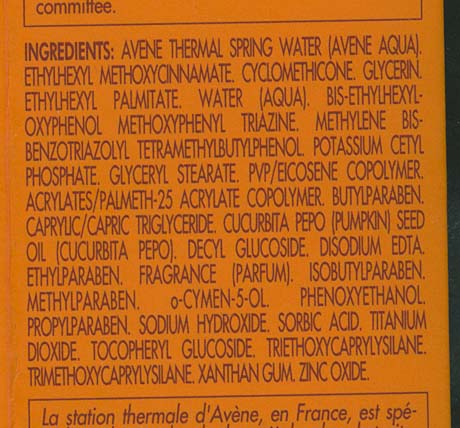 committee.
INGREDIENTS: AVENE THERMAL SPRING WATER (AVENE AQUA).
ETHYLHEXYL METHOXYCINNAMATE. CYCLOMETHICONE. GLYCERIN.
ETHYLHEXYL PALMITATE. WATER (AQUA). BIS-ETHYLHEXYL-
OXYPHENOL METHOXYPHENYL TRIAZINE. METHYLENE BIS-
BENZOTRIAZOLYL TETRAMETHYLBUTYLPHENOL. POTASSIUM CETYL
PHOSPHATE. GLYCERYL STEARATE. PVP/EICOSENE COPOLYMER.
ACRYLATES/PALMETH-25 ACRYLATE COPOLYMER. BUTYLPARABEN.
CAPRYLIC/CAPRIC TRIGLYCERIDE. CUCURBITA PEPO (PUMPKIN) SEED
OIL (CUCURBITA PEPO). DECYL GLUCOSIDE. DISODIUM EDTA.
ETHYLPARABEN. FRAGRANCE (PARFUM). ISOBUTYLPARABEN.
METHYLPARABEN. o-CYMEN-5-OL. PHENOXYETHANOL.
PROPYLPARABEN. SODIUM HYDROXIDE. SORBIC ACID. TITANIUM
DIOXIDE. TOCOPHERYL GLUCOSIDE. TRIETHOXYCAPRYLYSILANE.
TRIMETHOXYCAPRYLYSILANE. XANTHAN GUM. ZINC OXIDE.
La station thermale d'Avène, en France, est spé-